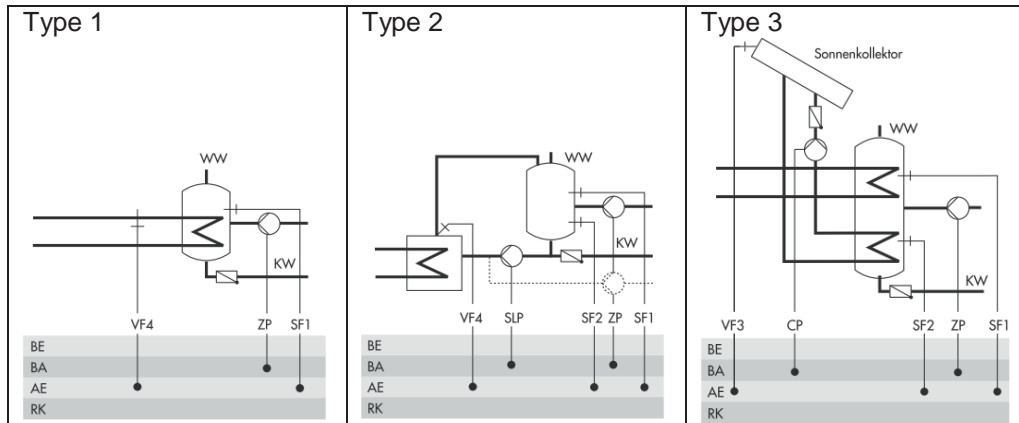 Type 1
WW
KW
VF4 ZP SF1
BE
BA
AE
RK
Type 2
WW
KW
VF4 SLP SF2 ZP SF1
BE
BA
AE
RK
Type 3
Sonnenkollektor
WW
KW
VF3 CP SF2 ZP SF1
BE
BA
AE
RK